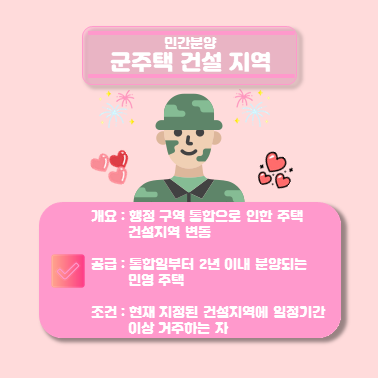 민간분양
군주택 건설 지역
개요 : 행정 구역 통합으로 인한 주택
건설지역 변동
공급 : 통합일부터 2년 이내 분양되는
민영 주택
조건 : 현재 지정된 건설지역에 일정기간
이상 거주하는 자